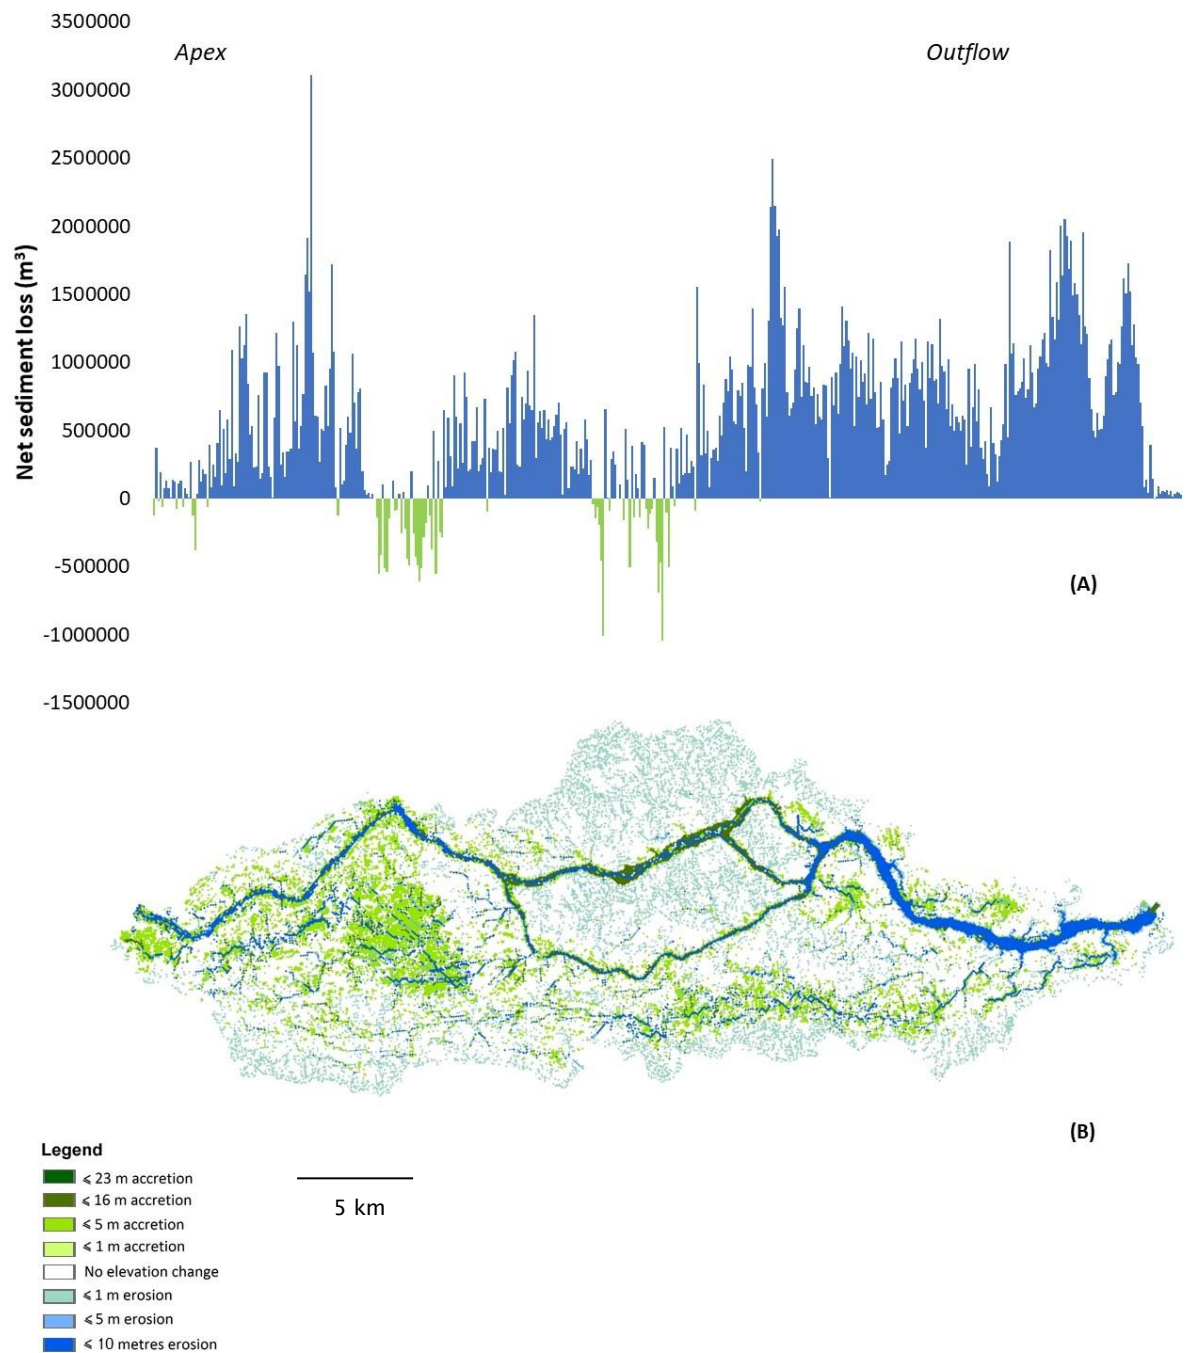 3500000
Apex
Outflow
3000000
2500000
2000000
1500000
1000000
500000
0
-500000
-1000000
-1500000
Net sediment loss (m³)
(A)
(B)
Legend
⩽ 23 m accretion
⩽ 16 m accretion
⩽ 5 m accretion
⩽ 1 m accretion
No elevation change
⩽ 1 m erosion
⩽ 5 m erosion
⩽ 10 metres erosion
5 km